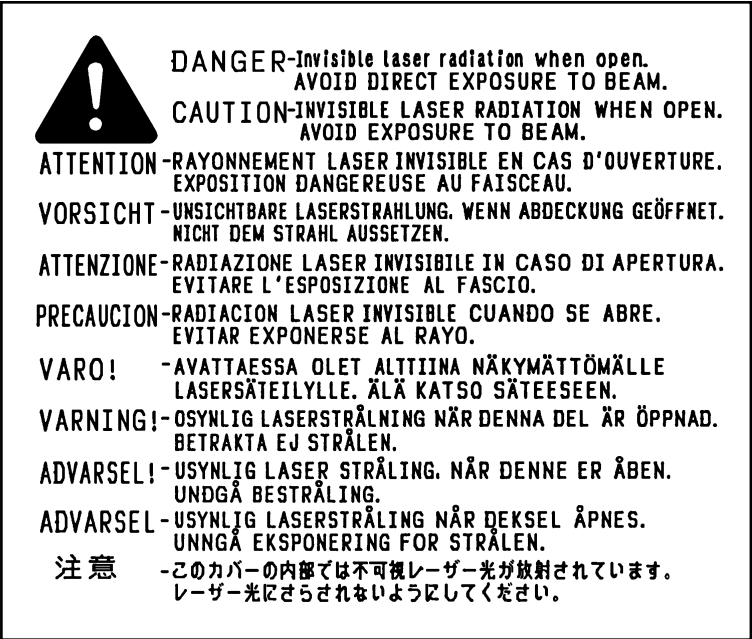 DANGER-Invisible laser radiation when open.
AVOID DIRECT EXPOSURE TO BEAM.
CAUTION-INVISIBLE LASER RADIATION WHEN OPEN.
AVOID EXPOSURE TO BEAM.
ATTENTION-RAYONNEMENT LASER INVISIBLE EN CAS D'OUVERTURE.
EXPOSITION DANGEREUSE AU FAISCEAU.
VORSICHT-UNSICHTBARE LASERSTRAHLUNG, WENN ABDECKUNG GEÖFFNET.
NICHT DEM STRAHL AUSSETZEN.
ATTENZIONE-RADIAZIONE LASER INVISIBILE IN CASO DI APERTURA.
EVITARE L'ESPOSIZIONE AL FASCIO.
PRECAUCION-RADIACION LASER INVISIBLE CUANDO SE ABRE.
EVITAR EXPONERSE AL RAYO.
VARO! -AVATTAESSA OLET ALTTIINA NÄKYMÄTTÖMÄLLE
LASERSÄTEILYLLE. ÄLÄ KATSO SÄTEESEEN.
VARNING!-OSYNLIG LASERSTRÅLNING NÄR DENNA DEL ÄR ÖPPNAD.
BETRAKTA EJ STRÅLEN.
ADVARSEL!-USYNLIG LASER STRÅLING, NÅR DENNE ER ÅBEN.
UNDGÅ BESTRÅLING.
ADVARSEL-USYNLIG LASERSTRÅLING NÅR DEKSEL ÅPNES.
UNNGÅ EKSPONERING FOR STRÅLEN.
注意 -このカバーの内部では不可視レーザー光が放射されています。
レーザー光にさらされないようにしてください。